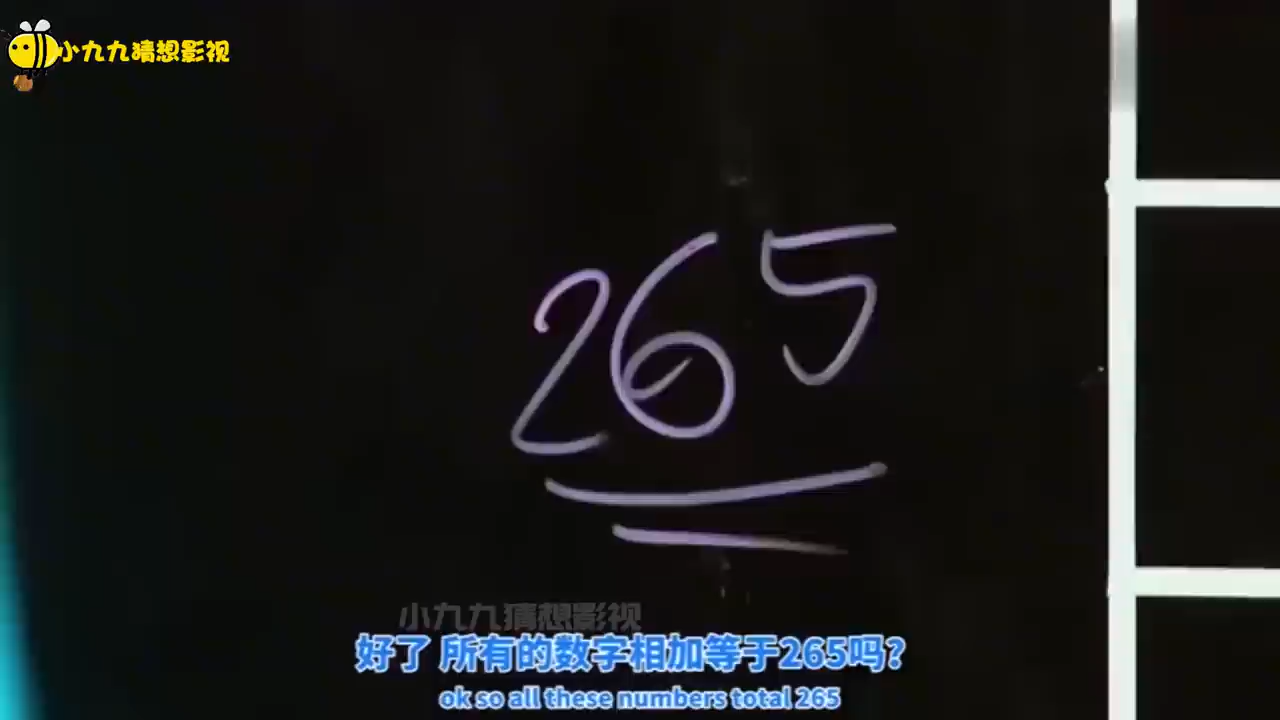 小九九猜想影视
265
小九九猜想影视
好了 所有的数字相加等于265吗?
ok so all these numbers total 265